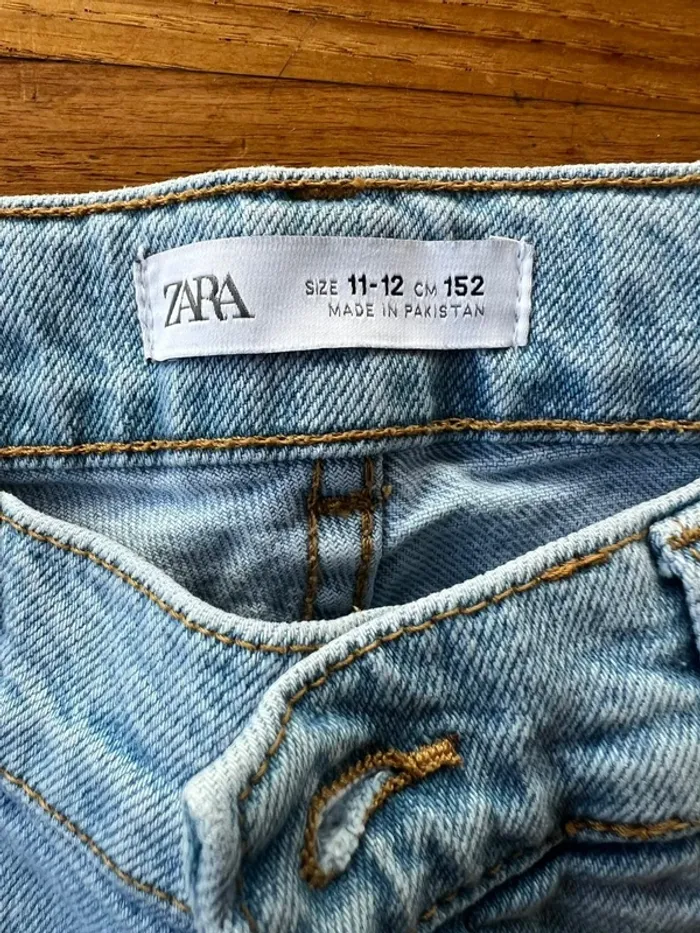 ZARA
SIZE 11-12 CM 152
MADE IN PAKISTAN